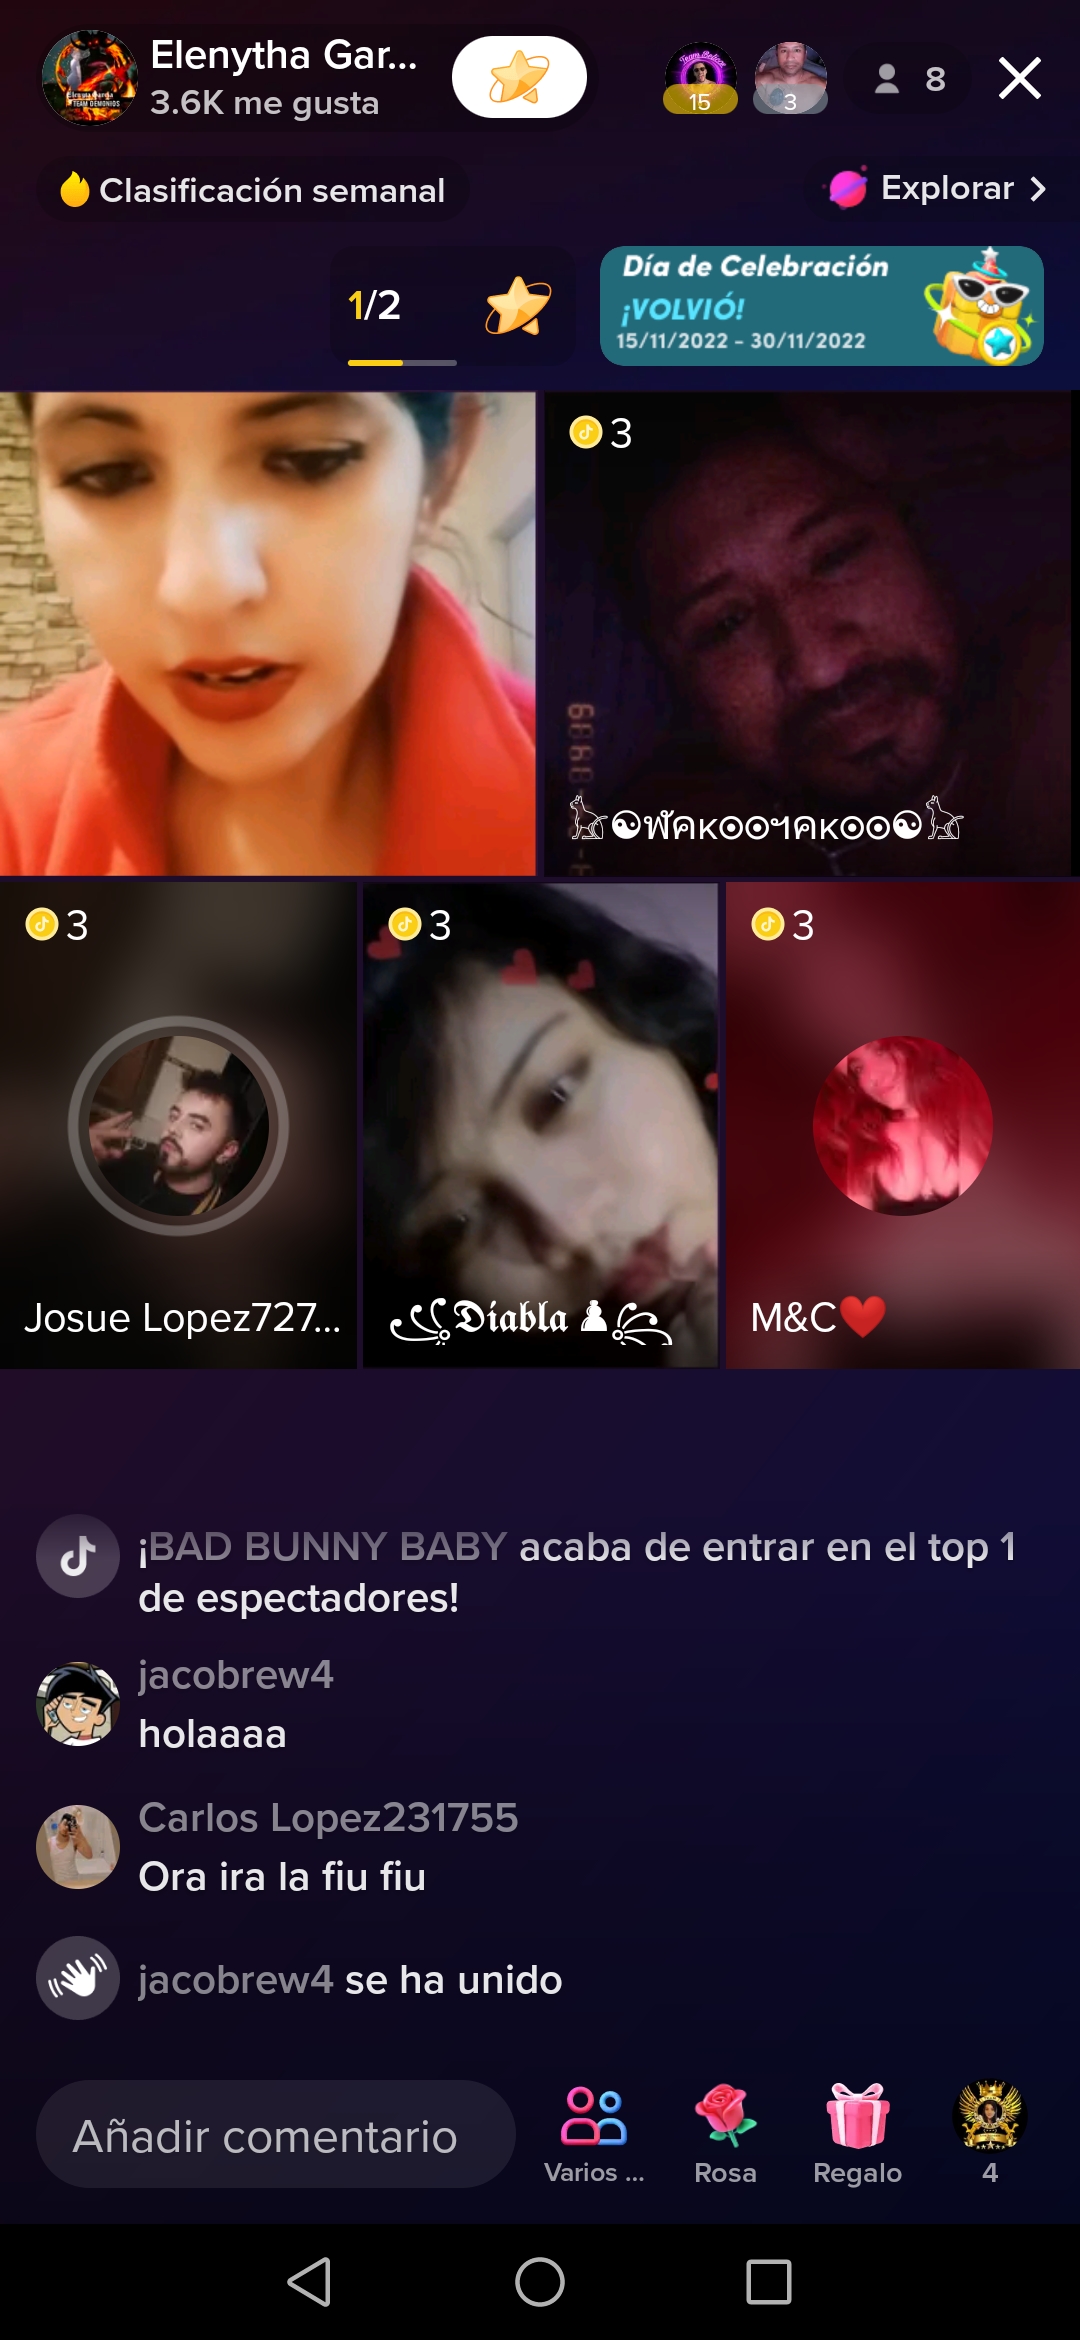 Elenytha Gar...
3.6K me gusta
15
3
8
Clasificación semanal
Explorar
1/2
Día de Celebración
¡VOLVIÓ!
15/11/2022 - 30/11/2022
3
3
3
3
Josue Lopez727...
𝕯𝖎𝖆𝖇𝖑𝖆
M&C❤️
¡BAD BUNNY BABY acaba de entrar en el top 1
de espectadores!
jacobrew4
holaaaa
Carlos Lopez231755
Ora ira la fiu fiu
jacobrew4 se ha unido
Añadir comentario
Varios ...
Rosa
Regalo
4